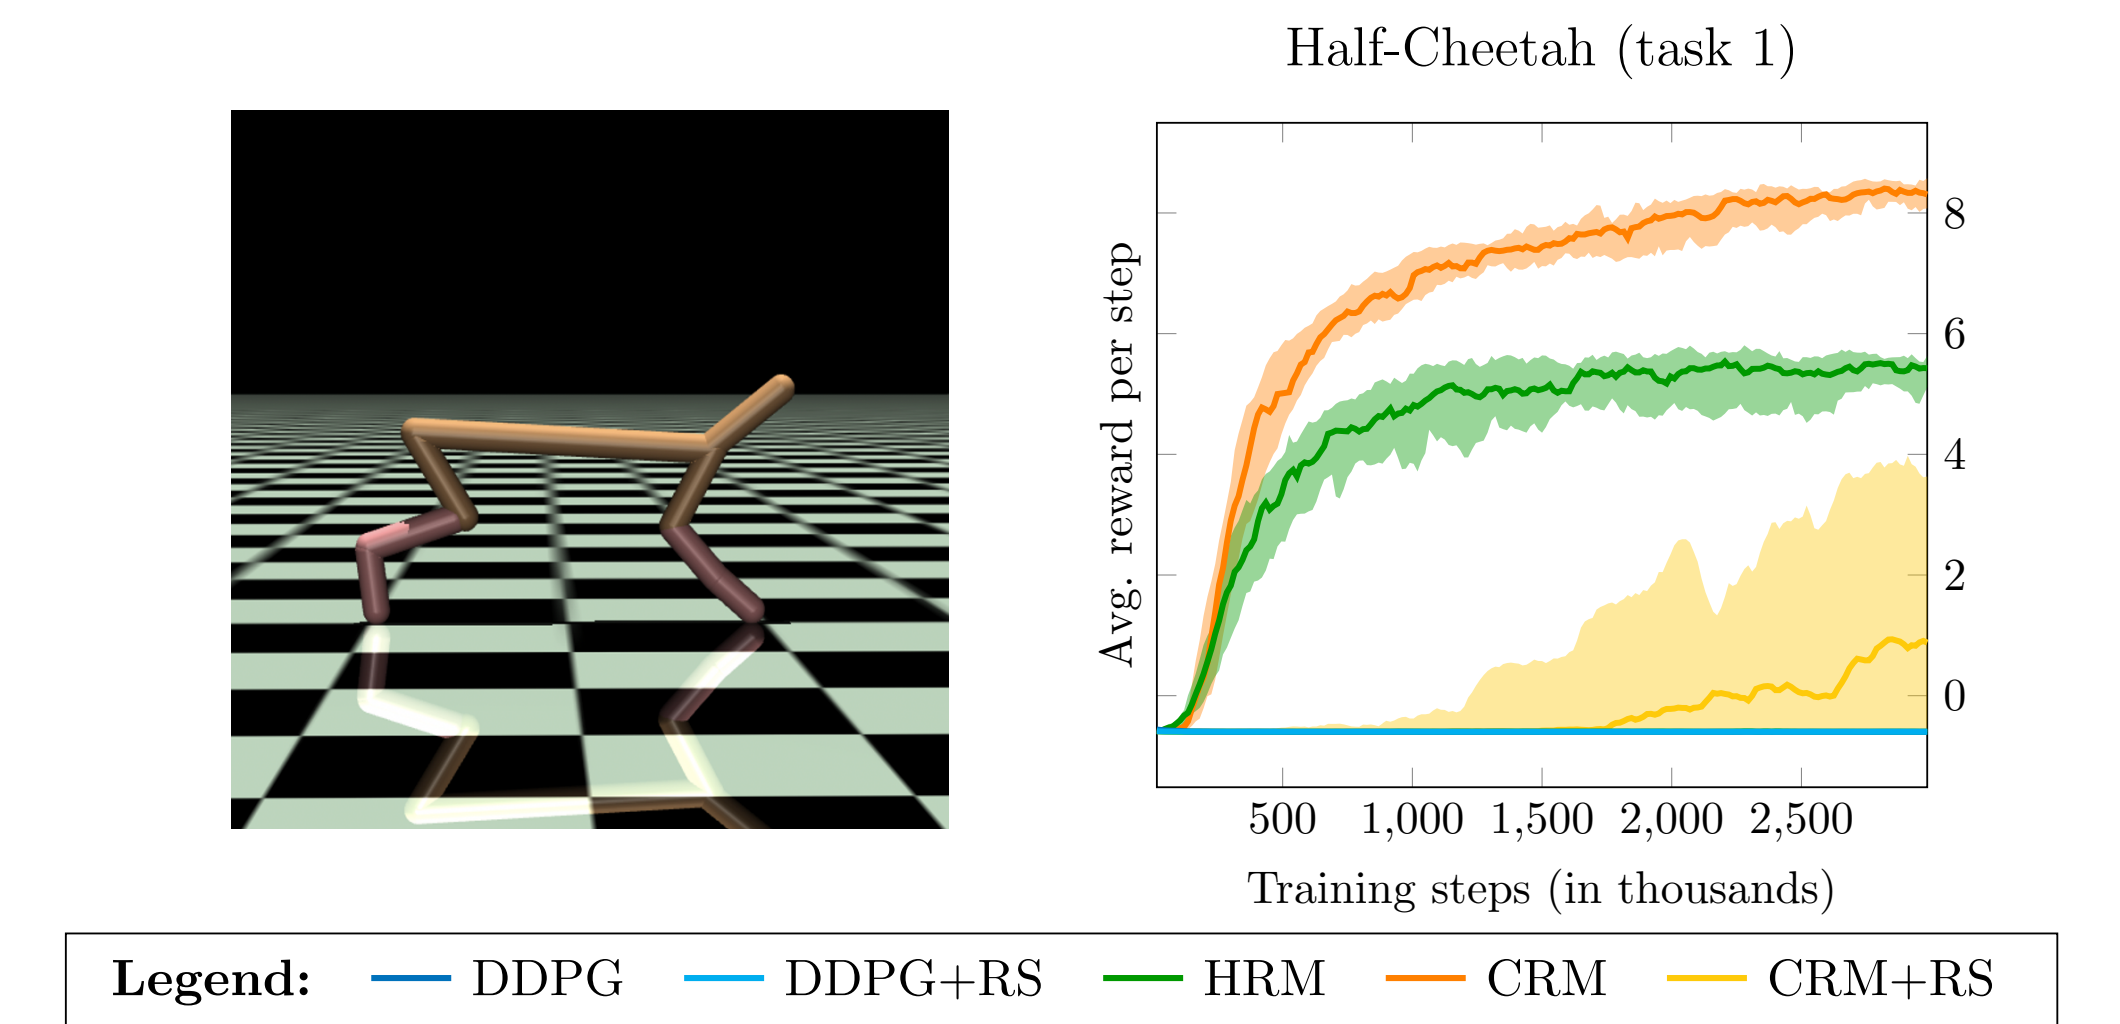 Half-Cheetah (task 1)
Avg. reward per step
8
6
4
2
0
500 1,000 1,500 2,000 2,500
Training steps (in thousands)
Legend: DDPG DDPG+RS HRM CRM CRM+RS